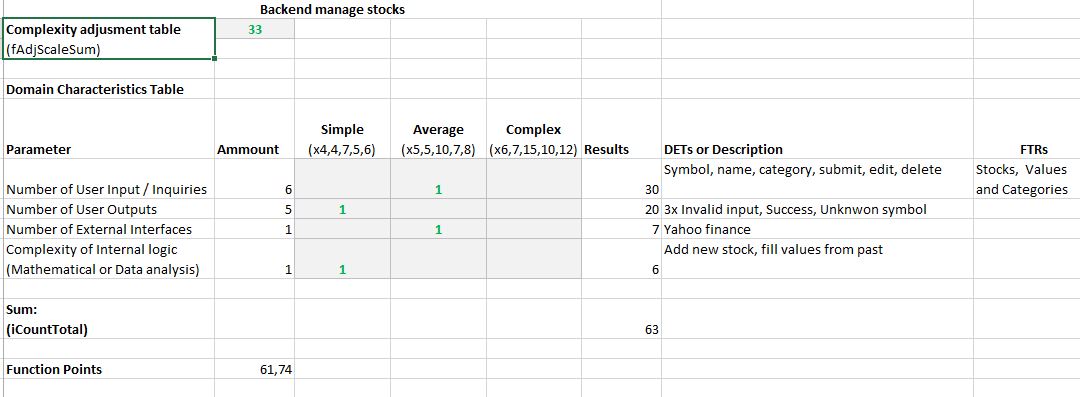 Backend manage stocks
Complexity adjusment table 33
(fAdjScaleSum)
Domain Characteristics Table
Simple Average Complex
Parameter Ammount (x4,4,7,5,6) (x5,5,10,7,8) (x6,7,15,10,12) Results DETs or Description FTRs
Symbol, name, category, submit, edit, delete Stocks, Values
Number of User Input / Inquiries 6 1 30 and Categories
Number of User Outputs 5 1 20 3x Invalid input, Success, Unknwon symbol
Number of External Interfaces 1 1 7 Yahoo finance
Complexity of Internal logic Add new stock, fill values from past
(Mathematical or Data analysis) 1 1 6
Sum:
(iCountTotal) 63
Function Points 61,74